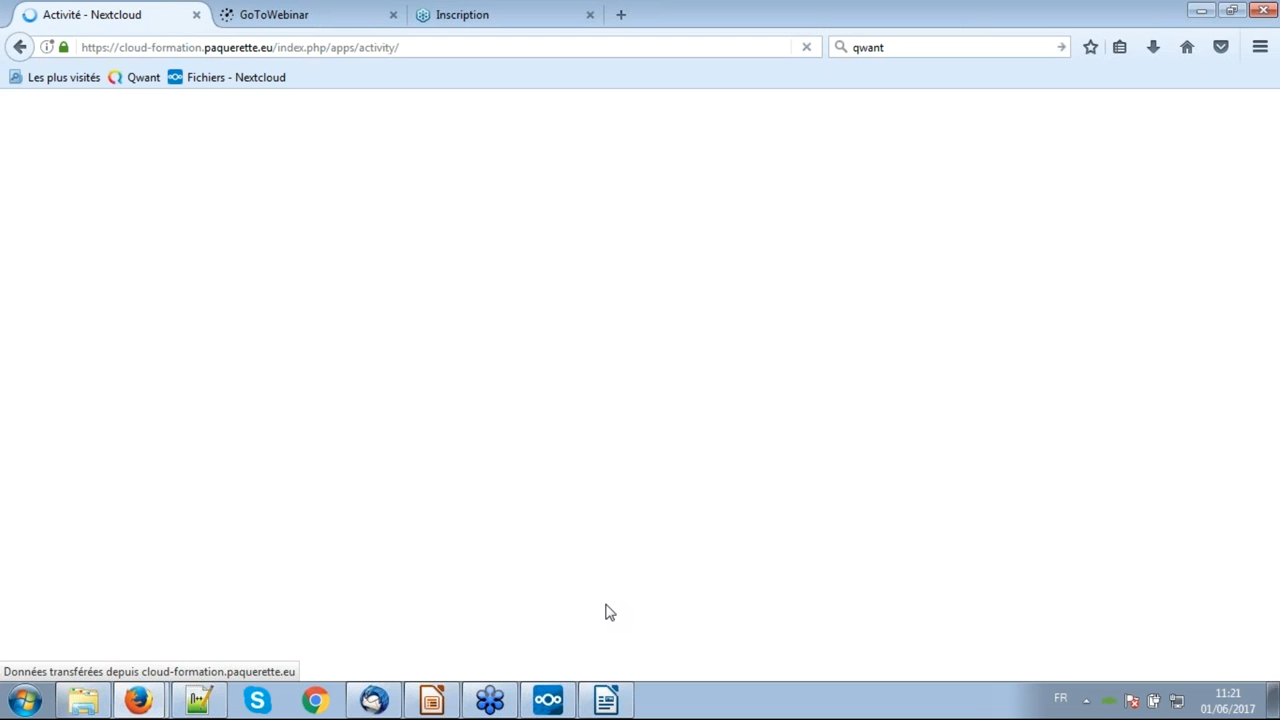 Activité - Nextcloud
GoToWebinar
Inscription
https://cloud-formation.paquerette.eu/index.php/apps/activity/
qwant
Les plus visités
Qwant
Fichiers - Nextcloud
Données transférées depuis cloud-formation.paquerette.eu
FR
11:21
01/06/2017